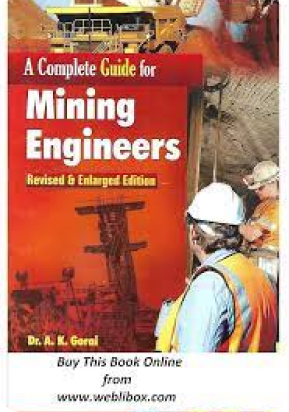 A Complete Guide for
Mining
Engineers
Revised & Enlarged Edition
Dr. A. K. Gorai
Buy This Book Online
from
www.weblibox.com